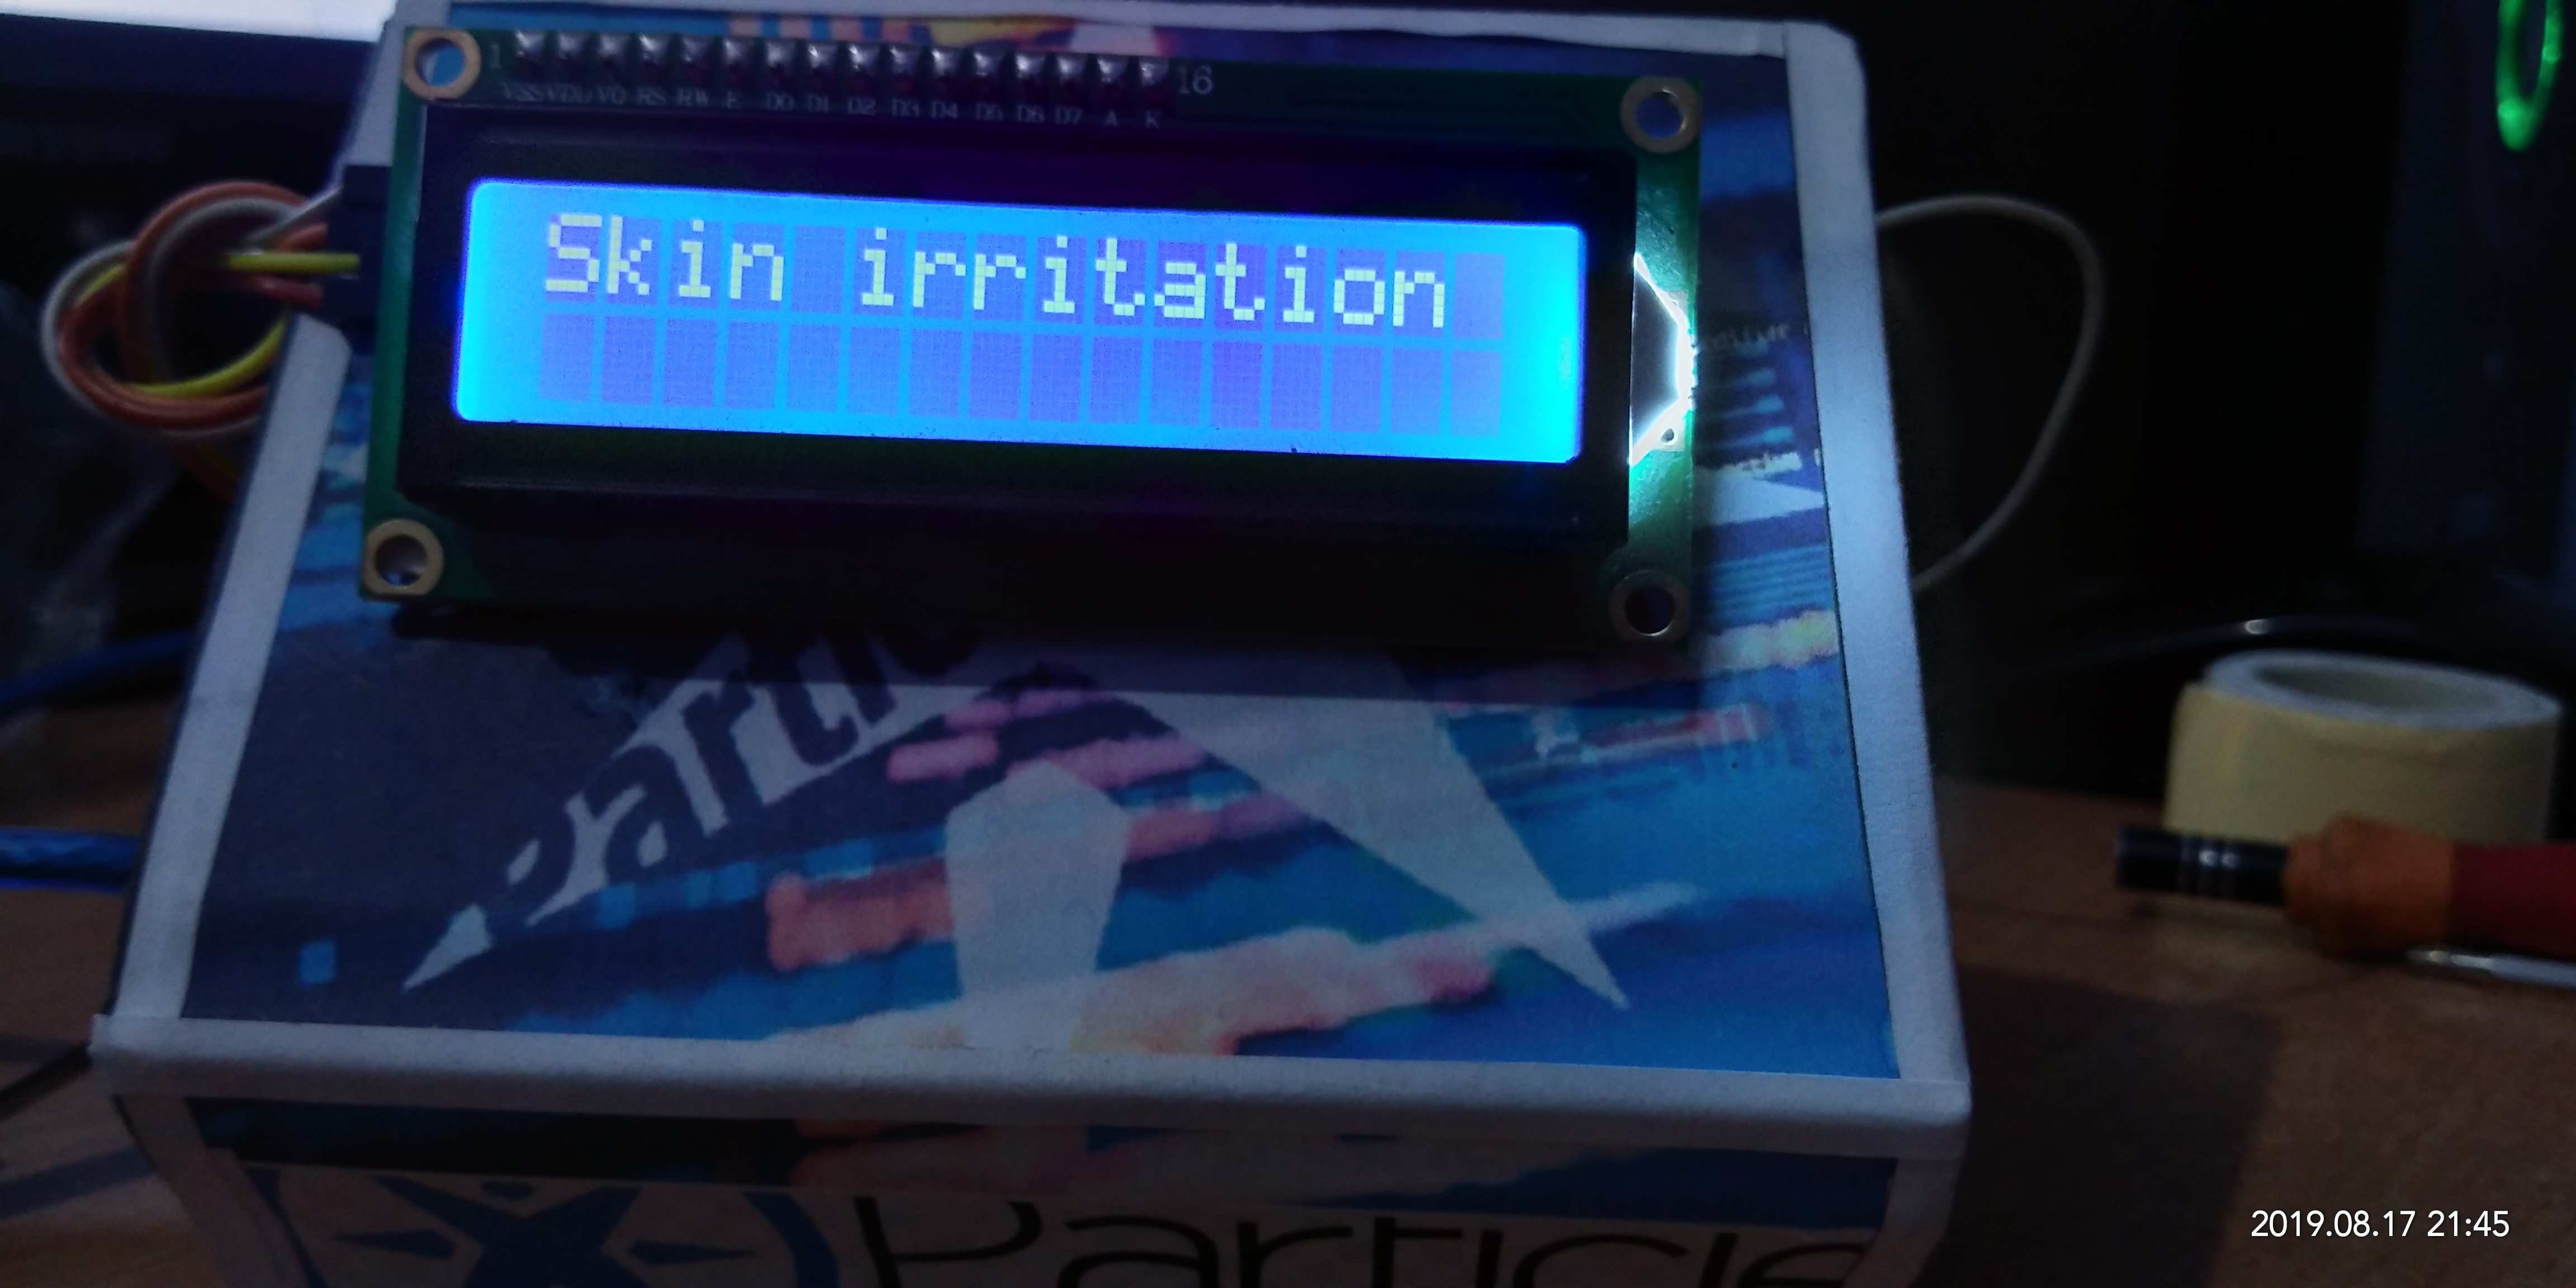 1 16
VSS VDD VO RS RW E D0 D1 D2 D3 D4 D5 D6 D7 A K
Skin irritation
Partic
Particle
2019.08.17 21:45